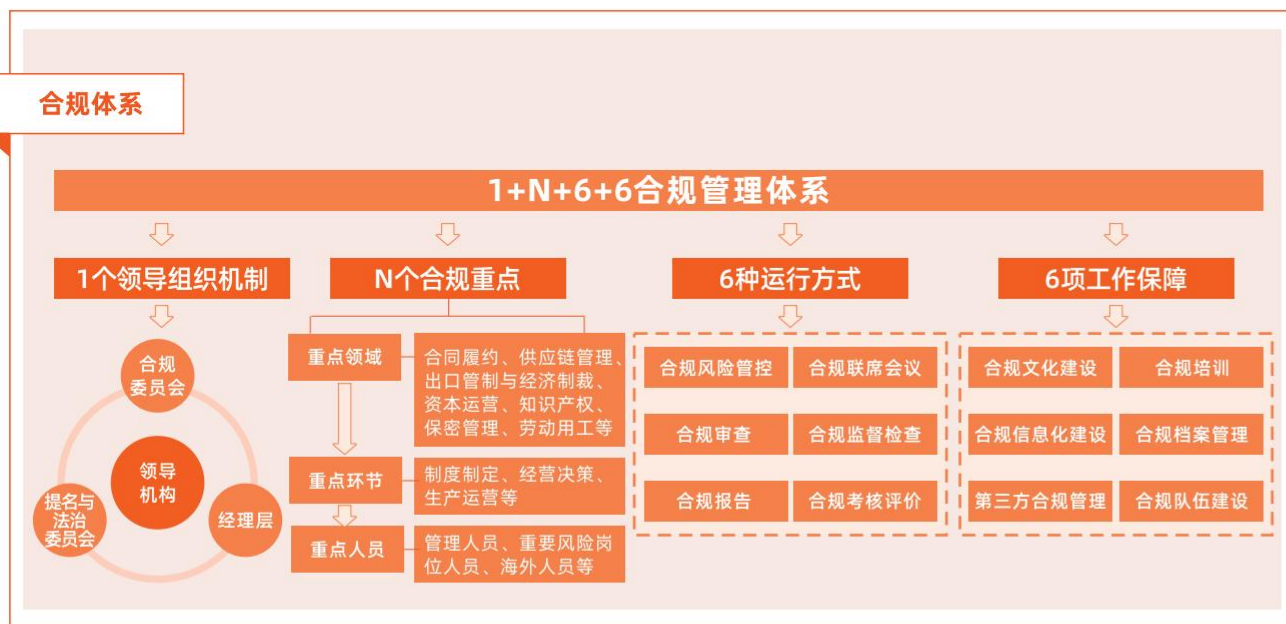 合规体系
1+N+6+6合规管理体系
1个领导组织机制
合规
委员会
领导
机构
提名与
法治
委员会
经理层
N个合规重点
重点领域
合同履约、供应链管理、
出口管制与经济制裁、
资本运营、知识产权、
保密管理、劳动用工等
重点环节
制度制定、经营决策、
生产运营等
重点人员
管理人员、重要风险岗
位人员、海外人员等
6种运行方式
合规风险管控
合规联席会议
合规审查
合规监督检查
合规报告
合规考核评价
6项工作保障
合规文化建设
合规培训
合规信息化建设
合规档案管理
第三方合规管理
合规队伍建设